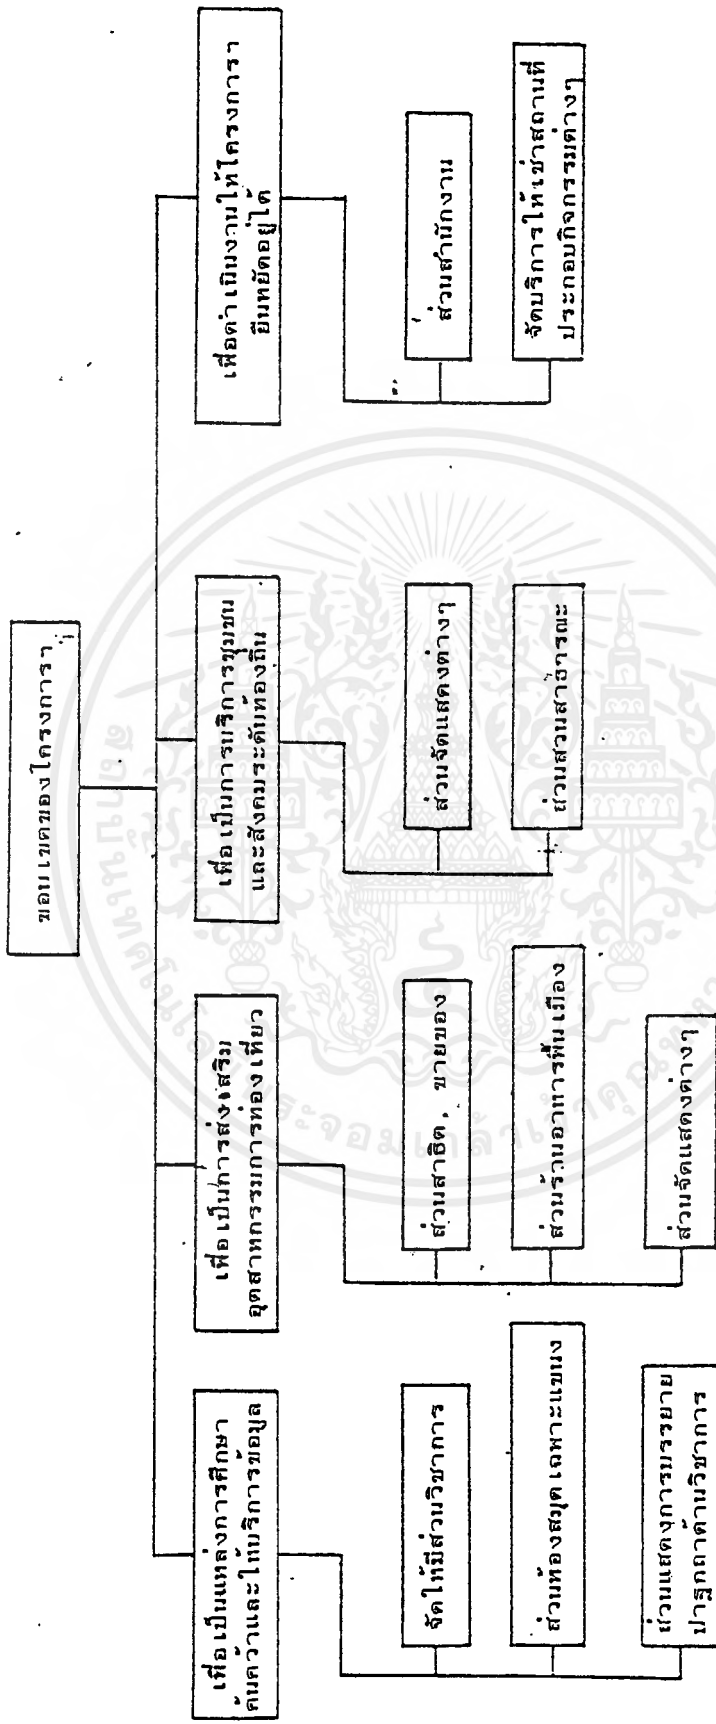 ขอบเขตของโครงการ
เพื่อเป็นแหล่งการศึกษา
ค้นคว้าและให้บริการข้อมูล
จัดให้มีส่วนวิชาการ
ส่วนห้องสมุดเฉพาะแขนง
ส่วนแสดงการบรรยาย
ปาฐกถาด้านวิชาการ
เพื่อเป็นการส่งเสริม
อุตสาหกรรมการท่องเที่ยว
ส่วนสาธิต, ขายของ
ส่วนร้านอาหารพื้นเมือง
ส่วนจัดแสดงต่างๆ
เพื่อเป็นการบริการชุมชน
และสังคมระดับท้องถิ่น
ส่วนจัดแสดงต่างๆ
ส่วนสวนสาธารณะ
เพื่อดำเนินงานให้โครงการ
ยืนหยัดอยู่ได้
ส่วนสำนักงาน
จัดบริการให้เช่าสถานที่
ประกอบกิจกรรมต่างๆ